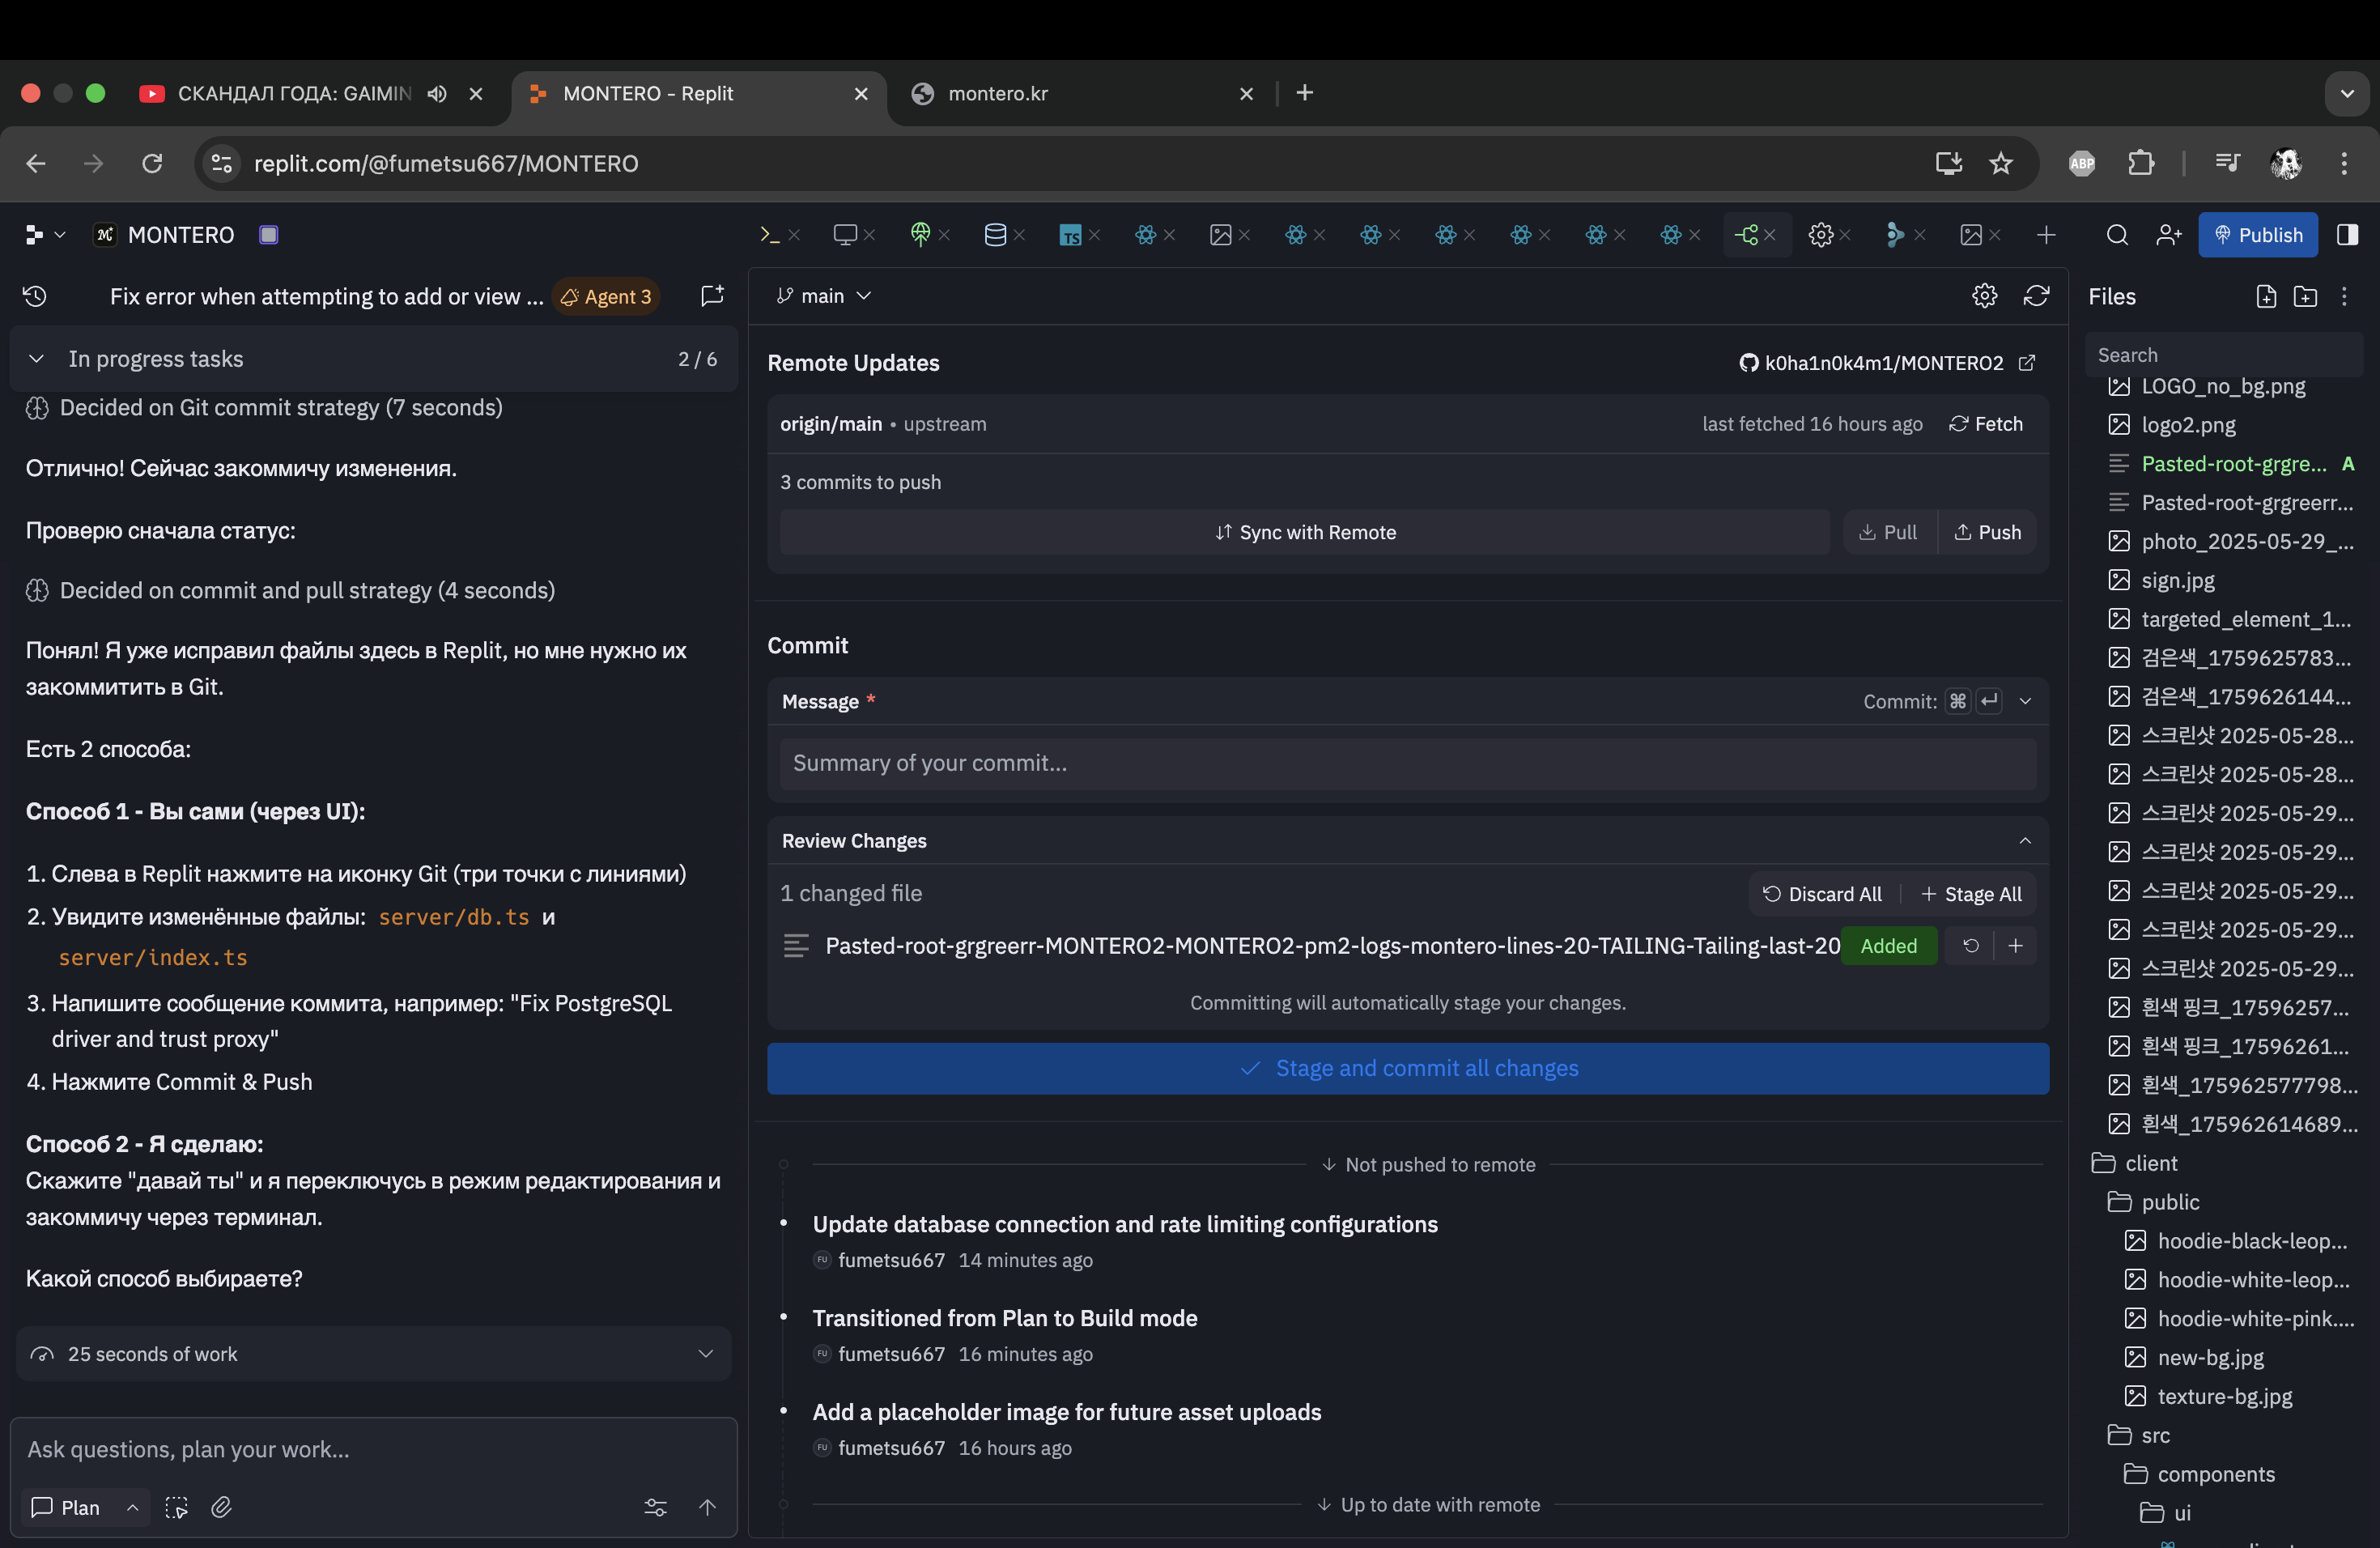 СКАНДАЛ ГОДА: GAIMIN
MONTERO - Replit
montero.kr
replit.com/@fumetsu667/MONTERO
ABP
MONTERO
TS
Publish
Fix error when attempting to add or view ...
Agent 3
In progress tasks
2 / 6
Decided on Git commit strategy (7 seconds)
Отлично! Сейчас закоммичу изменения.
Проверю сначала статус:
Decided on commit and pull strategy (4 seconds)
Понял! Я уже исправил файлы здесь в Replit, но мне нужно их
закоммитить в Git.
Есть 2 способа:
Способ 1 - Вы сами (через UI):
1. Слева в Replit нажмите на иконку Git (три точки с линиями)
2. Увидите изменённые файлы: server/db.ts и
server/index.ts
3. Напишите сообщение коммита, например: "Fix PostgreSQL
driver and trust proxy"
4. Нажмите Commit & Push
Способ 2 - Я сделаю:
Скажите "давай ты" и я переключусь в режим редактирования и
закоммичу через терминал.
Какой способ выбираете?
25 seconds of work
Ask questions, plan your work...
Plan
main
Remote Updates
k0ha1n0k4m1/MONTERO2
origin/main • upstream
last fetched 16 hours ago
Fetch
3 commits to push
Sync with Remote
Pull
Push
Commit
Message *
Commit: ⌘ ↵
Summary of your commit...
Review Changes
1 changed file
Discard All
Stage All
Pasted-root-grgreerr-MONTERO2-MONTERO2-pm2-logs-montero-lines-20-TAILING-Tailing-last-20
Added
Committing will automatically stage your changes.
Stage and commit all changes
Not pushed to remote
Update database connection and rate limiting configurations
FU fumetsu667 14 minutes ago
Transitioned from Plan to Build mode
FU fumetsu667 16 minutes ago
Add a placeholder image for future asset uploads
FU fumetsu667 16 hours ago
Up to date with remote
Files
Search
LOGO_no_bg.png
logo2.png
Pasted-root-grgre... A
Pasted-root-grgreerr...
photo_2025-05-29_...
sign.jpg
targeted_element_1...
검은색_1759625783...
검은색_1759626144...
스크린샷 2025-05-28...
스크린샷 2025-05-28...
스크린샷 2025-05-29...
스크린샷 2025-05-29...
스크린샷 2025-05-29...
스크린샷 2025-05-29...
스크린샷 2025-05-29...
흰색 핑크_17596257...
흰색 핑크_17596261...
흰색_175962577798...
흰색_175962614689...
client
public
hoodie-black-leop...
hoodie-white-leop...
hoodie-white-pink....
new-bg.jpg
texture-bg.jpg
src
components
ui